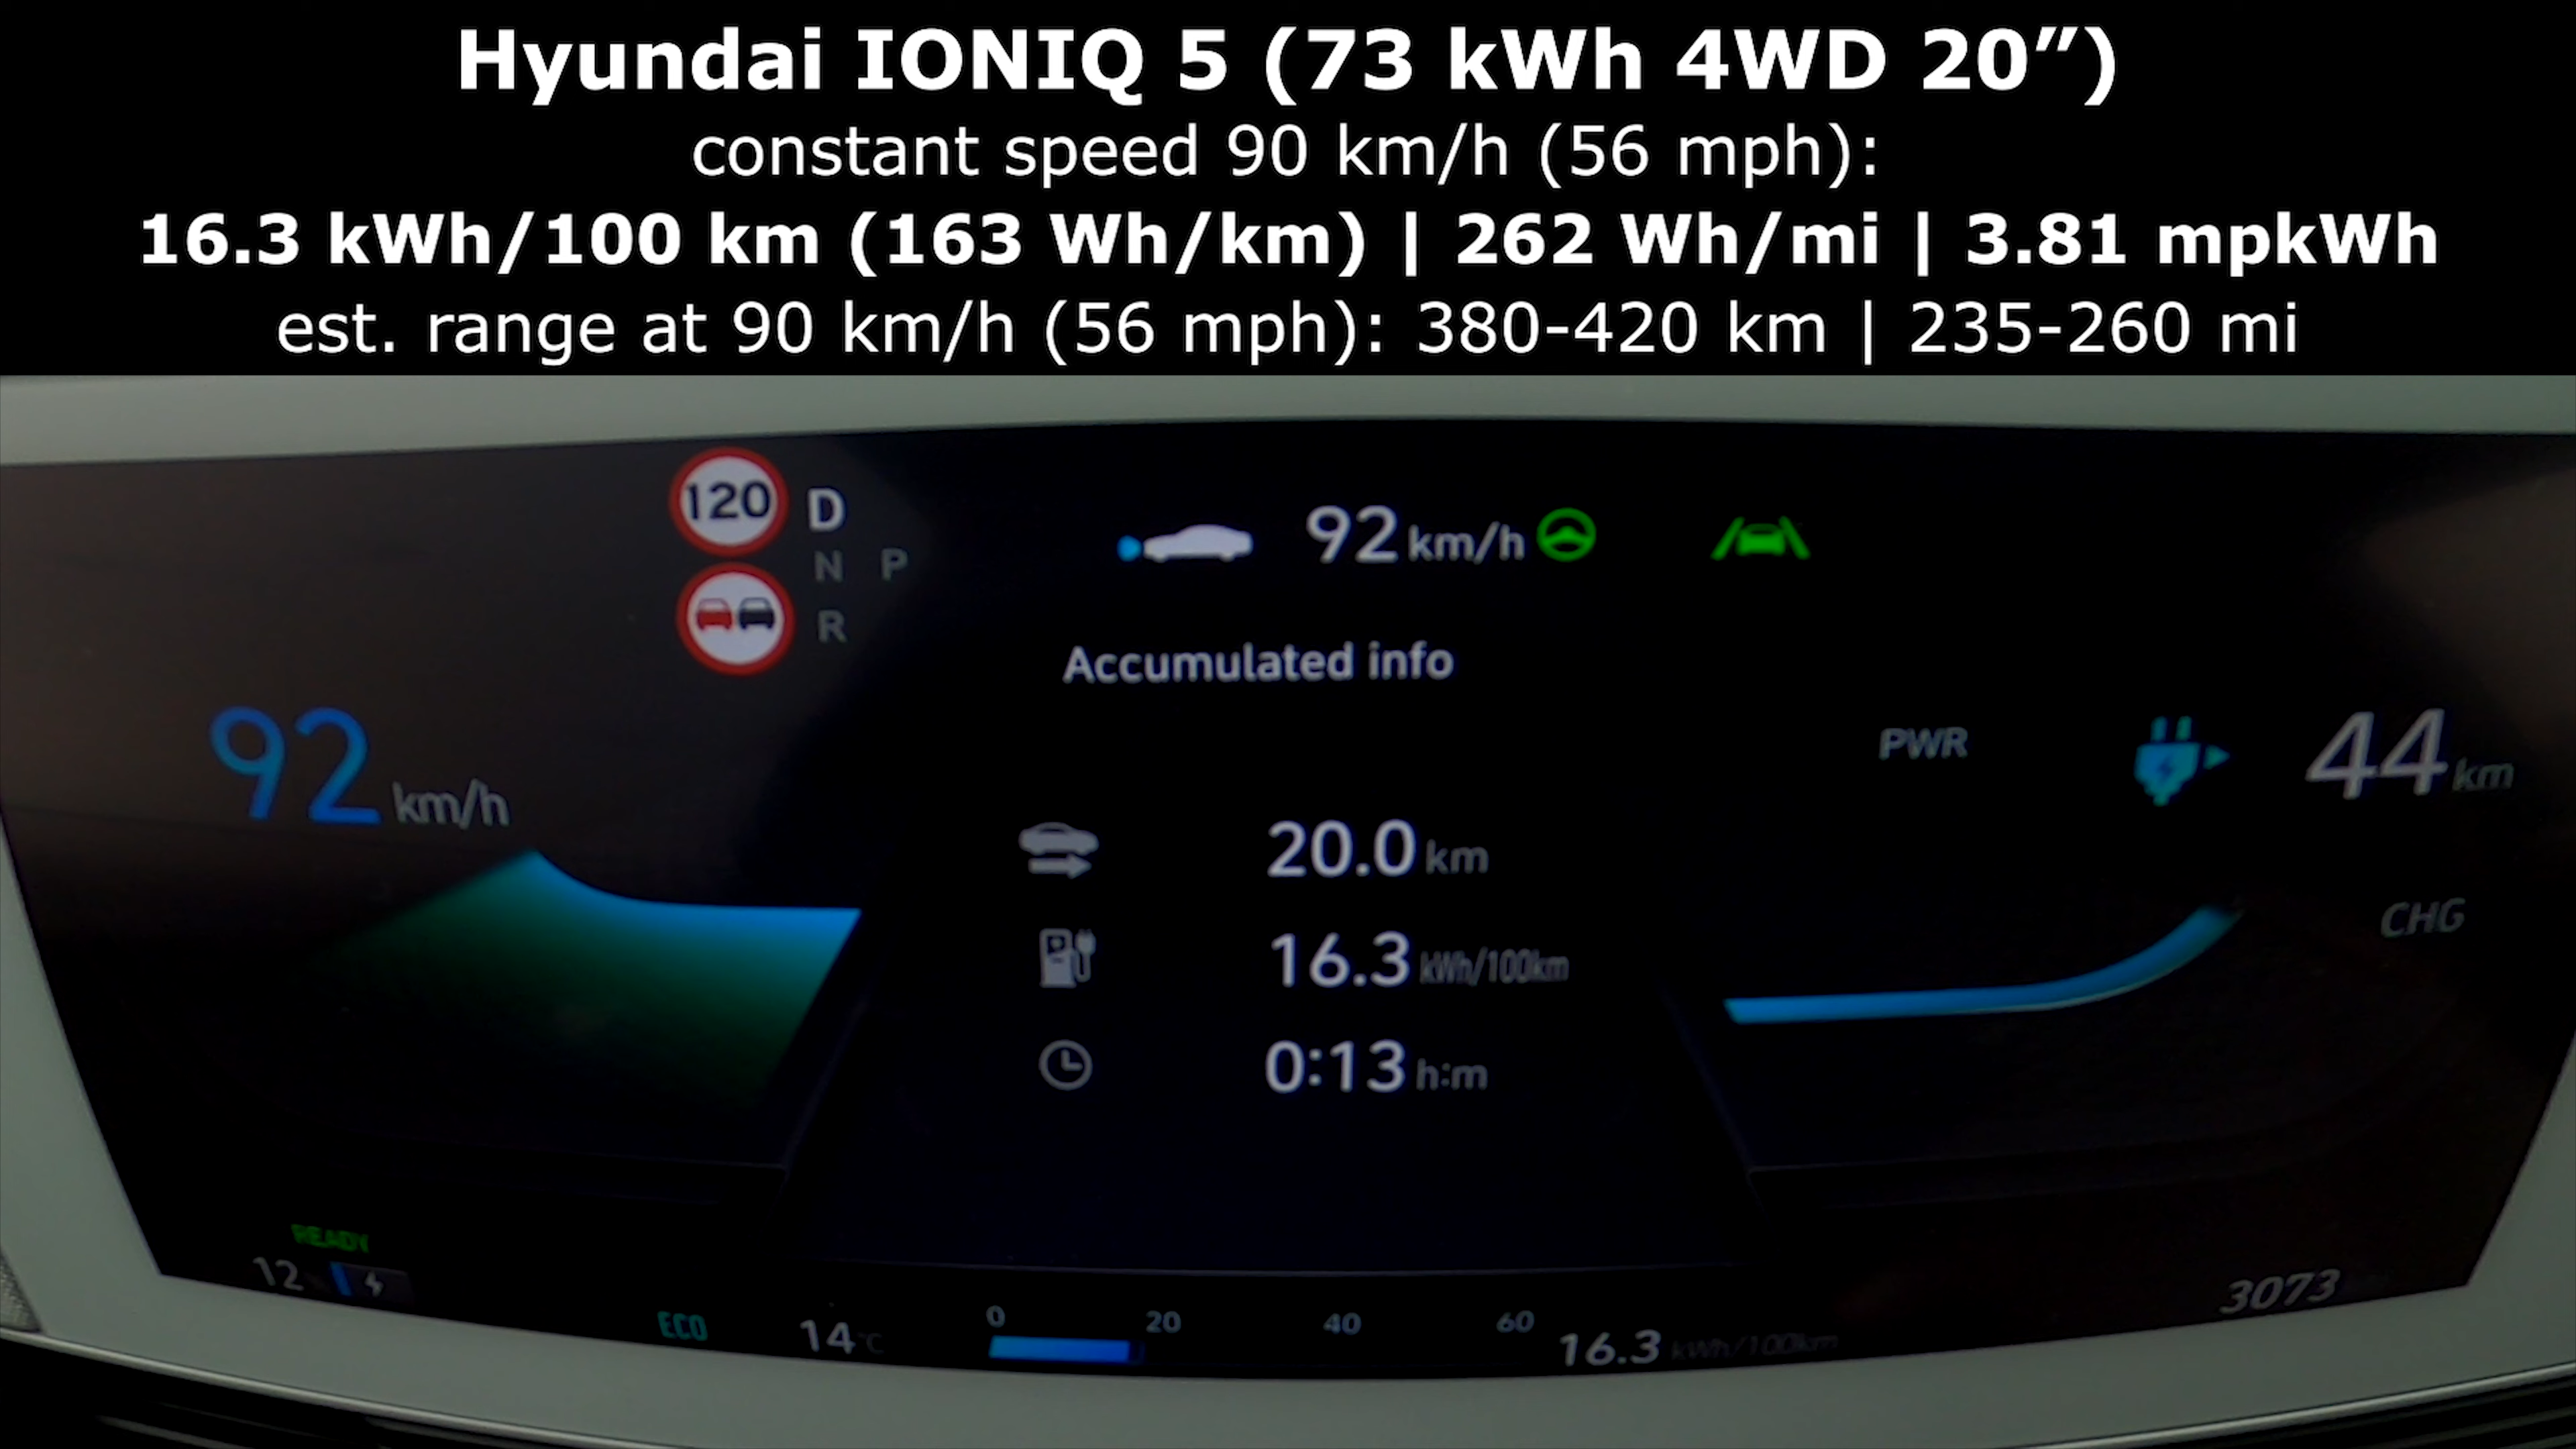 Hyundai IONIQ 5 (73 kWh 4WD 20”)
constant speed 90 km/h (56 mph):
16.3 kWh/100 km (163 Wh/km) | 262 Wh/mi | 3.81 mpkWh
est. range at 90 km/h (56 mph): 380-420 km | 235-260 mi
120 D
N P
R
92 km/h
Accumulated info
92 km/h
PWR
44 km
20.0 km
CHG
16.3 kWh/100km
0:13 h:m
READY
12
ECO
14°C
0 20 40 60
16.3 kWh/100km
3073